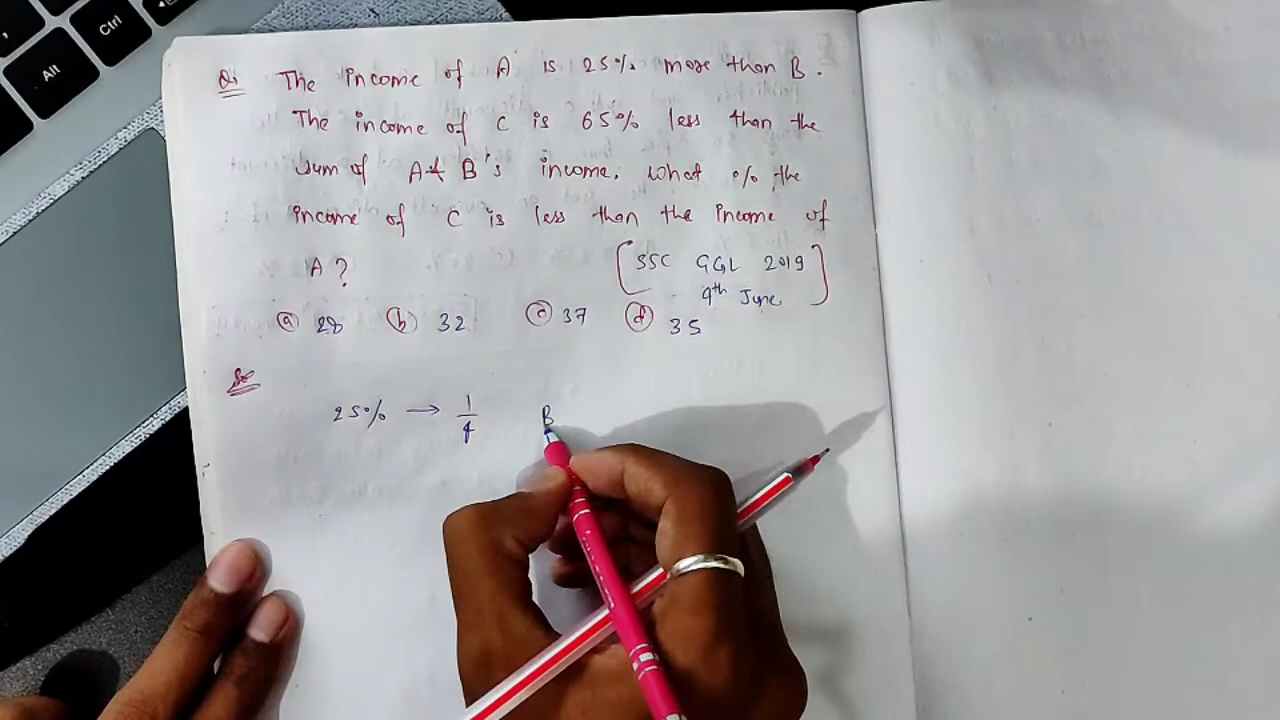 Ctrl
Alt
Q. The income of A is 25% more than B.
The income of C is 65% less than the
sum of A & B's income. What % the
income of C is less than the income of
A?
[SSC CGL 2019
9th June]
(a) 28 (b) 32 (c) 37 (d) 35
Sol
25% → 1/4 B